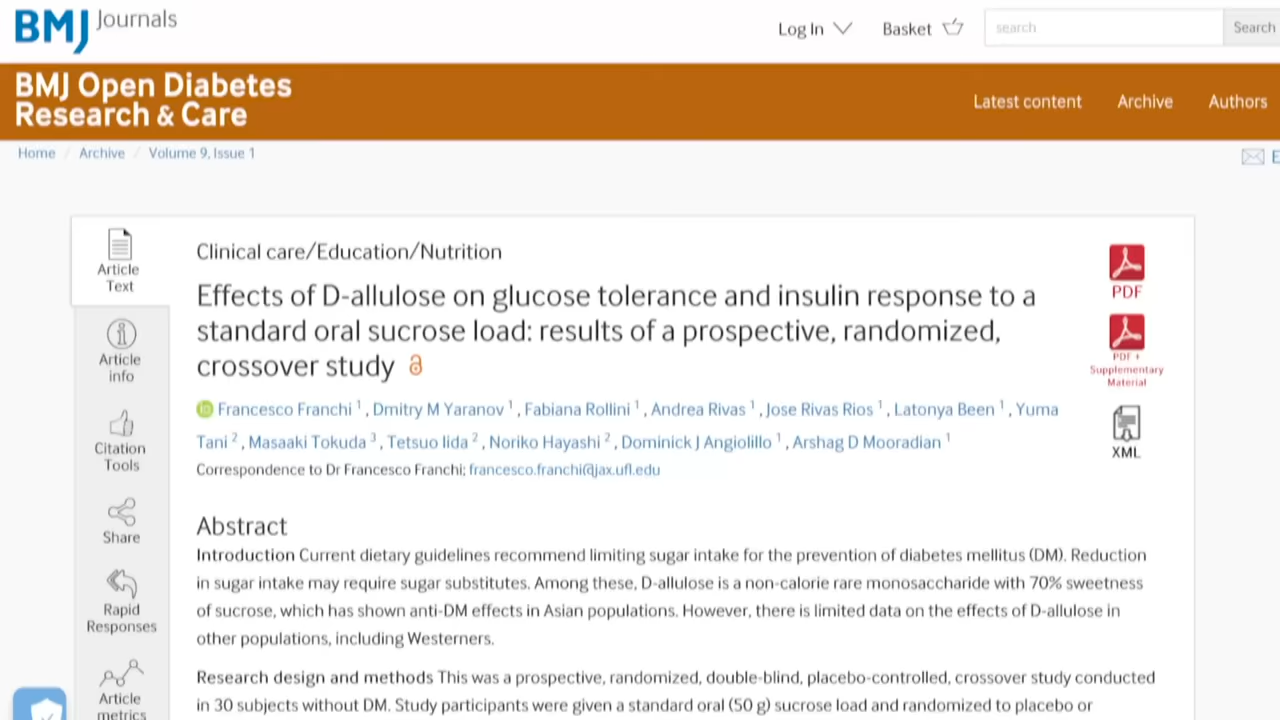 BMJ Journals
Log In
Basket
search
Search
BMJ Open Diabetes
Research & Care
Latest content
Archive
Authors
Home / Archive / Volume 9, Issue 1
E
Article
Text
Article
info
Citation
Tools
Share
Rapid
Responses
Article
metrics
Clinical care/Education/Nutrition
Effects of D-allulose on glucose tolerance and insulin response to a
standard oral sucrose load: results of a prospective, randomized,
crossover study
iD Francesco Franchi 1, Dmitry M Yaranov 1, Fabiana Rollini 1, Andrea Rivas 1, Jose Rivas Rios 1, Latonya Been 1, Yuma
Tani 2, Masaaki Tokuda 3, Tetsuo Iida 2, Noriko Hayashi 2, Dominick J Angiolillo 1, Arshag D Mooradian 1
Correspondence to Dr Francesco Franchi; francesco.franchi@jax.ufl.edu
PDF
PDF +
Supplementary
Material
XML
Abstract
Introduction Current dietary guidelines recommend limiting sugar intake for the prevention of diabetes mellitus (DM). Reduction
in sugar intake may require sugar substitutes. Among these, D-allulose is a non-calorie rare monosaccharide with 70% sweetness
of sucrose, which has shown anti-DM effects in Asian populations. However, there is limited data on the effects of D-allulose in
other populations, including Westerners.
Research design and methods This was a prospective, randomized, double-blind, placebo-controlled, crossover study conducted
in 30 subjects without DM. Study participants were given a standard oral (50 g) sucrose load and randomized to placebo or